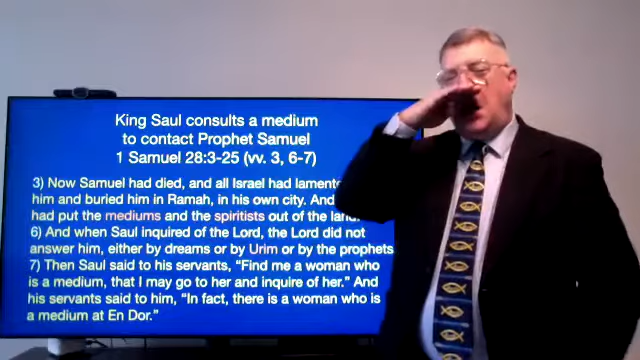 King Saul consults a medium
to contact Prophet Samuel
1 Samuel 28:3-25 (vv. 3, 6-7)
3) Now Samuel had died, and all Israel had lament
him and buried him in Ramah, in his own city. And
had put the mediums and the spiritists out of the land.
6) And when Saul inquired of the Lord, the Lord did not
answer him, either by dreams or by Urim or by the prophets
7) Then Saul said to his servants, “Find me a woman who
is a medium, that I may go to her and inquire of her.” And
his servants said to him, “In fact, there is a woman who is
a medium at En Dor.”